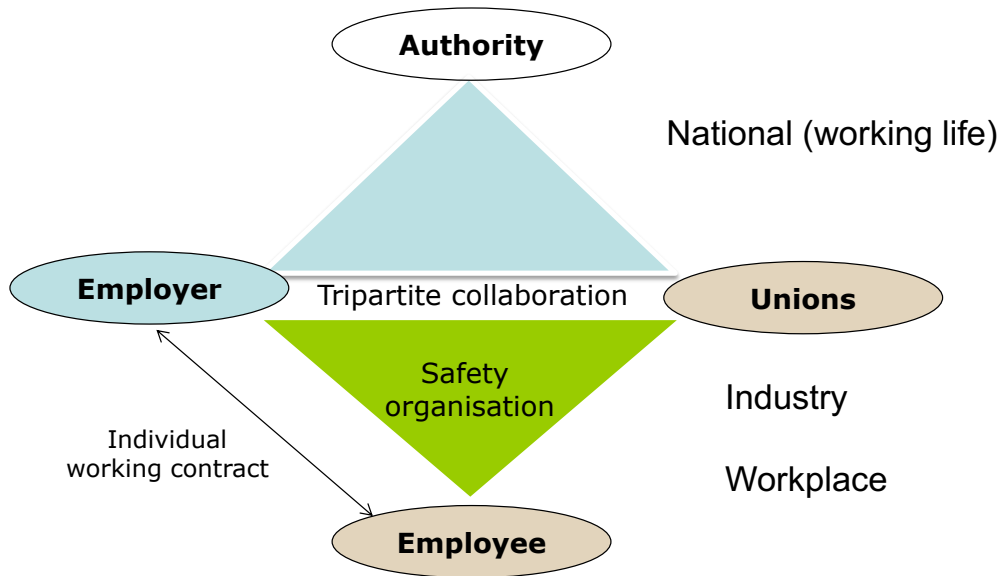 Authority
National (working life)
Employer
Tripartite collaboration
Unions
Safety
organisation
Industry
Individual
working contract
Workplace
Employee